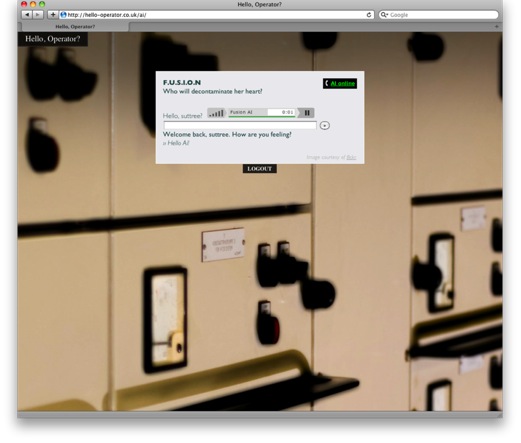 Hello, Operator?
http://hello-operator.co.uk/ai/
Google
Hello, Operator?
Hello, Operator?
F.U.S.I.O.N
AI online
Who will decontaminate her heart?
Hello, suttree?
Fusion AI 0:01
Welcome back, suttree. How are you feeling?
» Hello AI!
Image courtesy of
LOGOUT